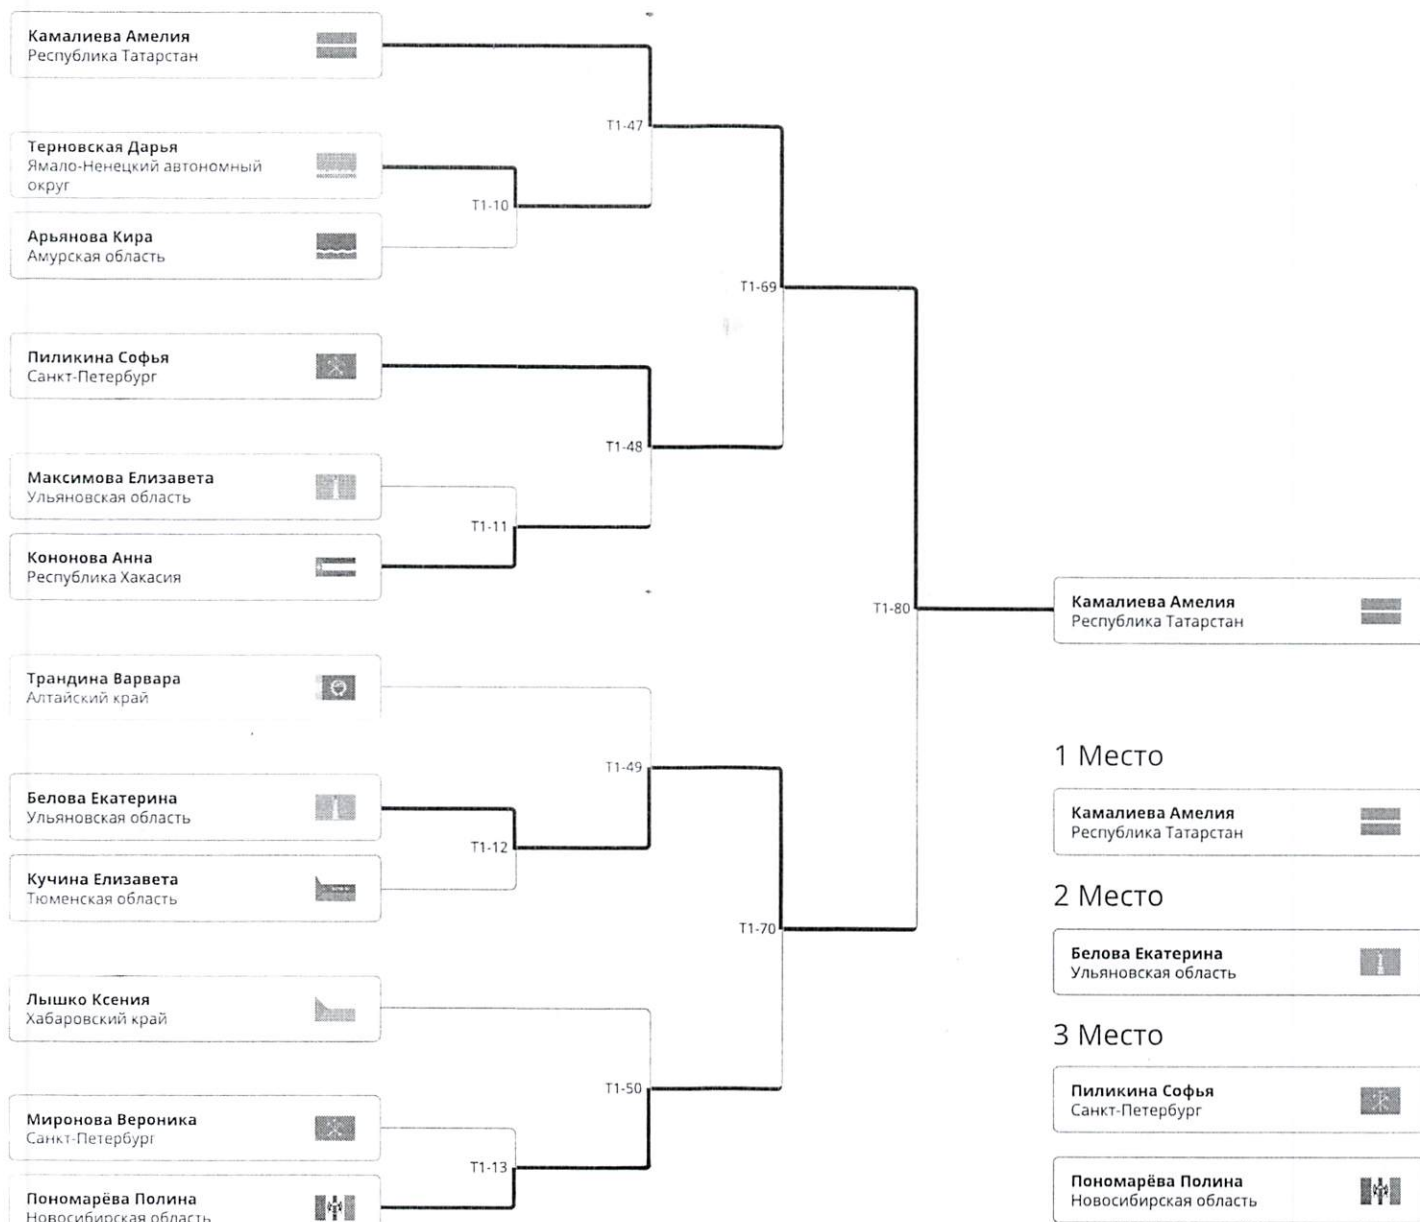 Камалиева Амелия
Республика Татарстан
T1-47
Терновская Дарья
Ямало-Ненецкий автономный
округ
T1-10
Арьянова Кира
Амурская область
T1-69
Пиликина Софья
Санкт-Петербург
T1-48
Максимова Елизавета
Ульяновская область
T1-11
Кононова Анна
Республика Хакасия
T1-80
Камалиева Амелия
Республика Татарстан
Трандина Варвара
Алтайский край
T1-49
Белова Екатерина
Ульяновская область
T1-12
Кучина Елизавета
Тюменская область
T1-70
Лышко Ксения
Хабаровский край
T1-50
Миронова Вероника
Санкт-Петербург
T1-13
Пономарёва Полина
Новосибирская область
1 Место
Камалиева Амелия
Республика Татарстан
2 Место
Белова Екатерина
Ульяновская область
3 Место
Пиликина Софья
Санкт-Петербург
Пономарёва Полина
Новосибирская область